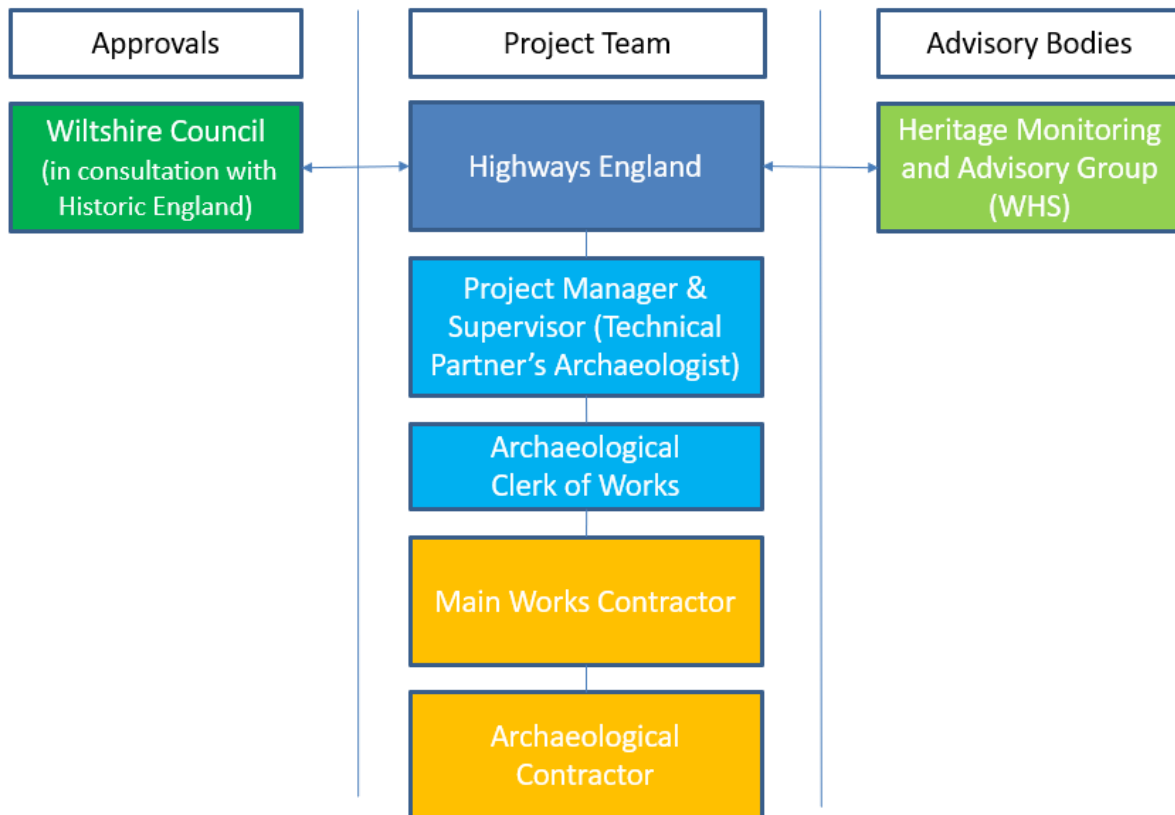 Approvals
Project Team
Advisory Bodies
Wiltshire Council
(in consultation with
Historic England)
Highways England
Heritage Monitoring
and Advisory Group
(WHS)
Project Manager &
Supervisor (Technical
Partner’s Archaeologist)
Archaeological
Clerk of Works
Main Works Contractor
Archaeological
Contractor